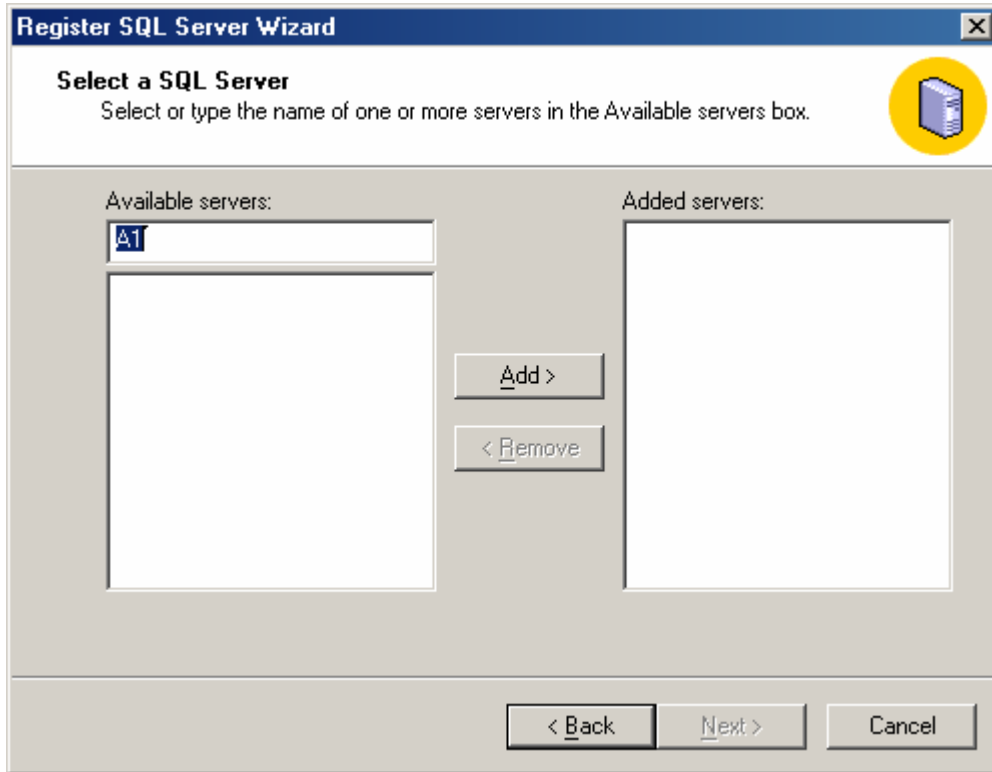 Register SQL Server Wizard
Select a SQL Server
Select or type the name of one or more servers in the Available servers box.
Available servers:
Added servers:
A1
Add >
< Remove
< Back
Next >
Cancel